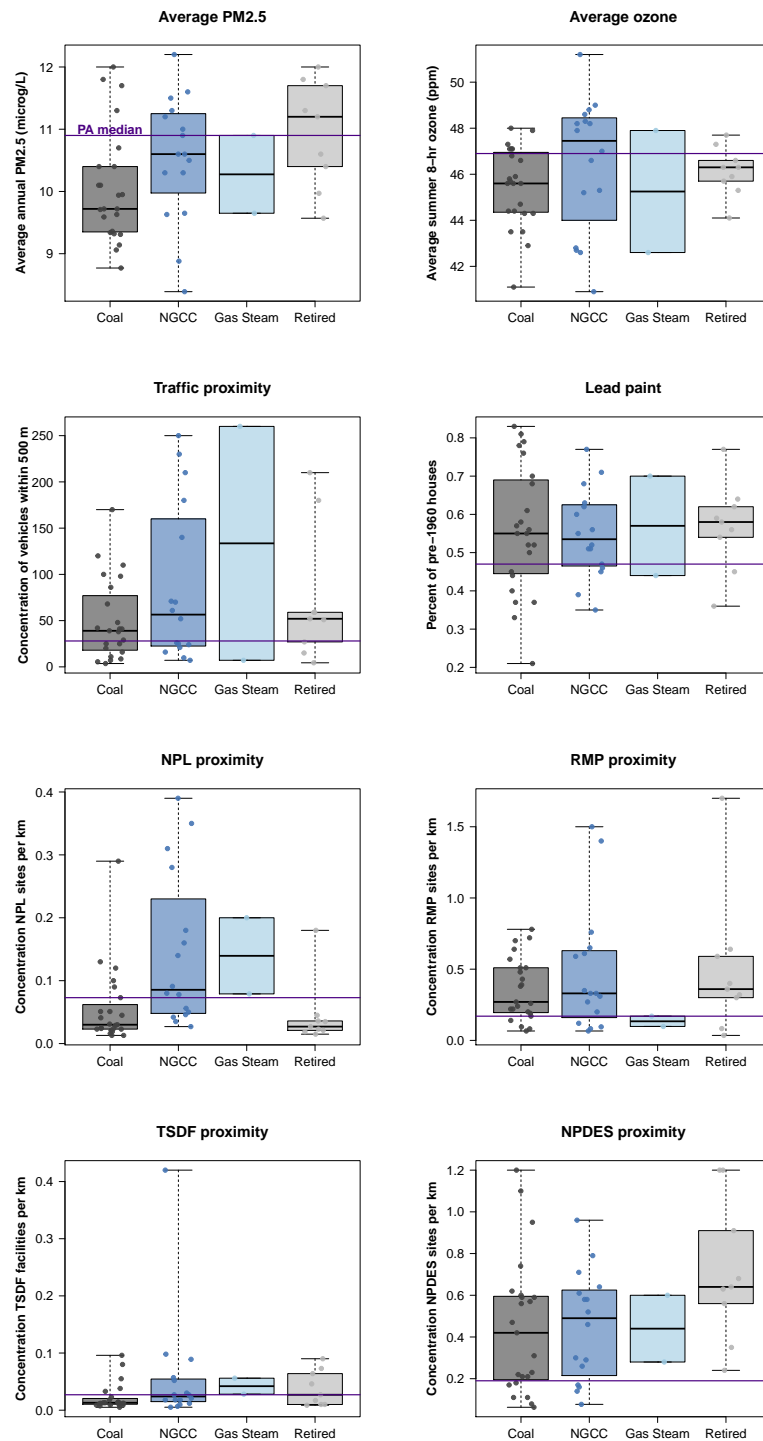 Average PM2.5
Average annual PM2.5 (microg/L)
12
11
10
9
PA median
Coal
NGCC
Gas Steam
Retired
Average ozone
Average summer 8−hr ozone (ppm)
50
48
46
44
42
Coal
NGCC
Gas Steam
Retired
Traffic proximity
Concentration of vehicles within 500 m
250
200
150
100
50
0
Coal
NGCC
Gas Steam
Retired
Lead paint
Percent of pre−1960 houses
0.8
0.7
0.6
0.5
0.4
0.3
0.2
Coal
NGCC
Gas Steam
Retired
NPL proximity
Concentration NPL sites per km
0.4
0.3
0.2
0.1
0.0
Coal
NGCC
Gas Steam
Retired
RMP proximity
Concentration RMP sites per km
1.5
1.0
0.5
0.0
Coal
NGCC
Gas Steam
Retired
TSDF proximity
Concentration TSDF facilities per km
0.4
0.3
0.2
0.1
0.0
Coal
NGCC
Gas Steam
Retired
NPDES proximity
Concentration NPDES sites per km
1.2
1.0
0.8
0.6
0.4
0.2
Coal
NGCC
Gas Steam
Retired